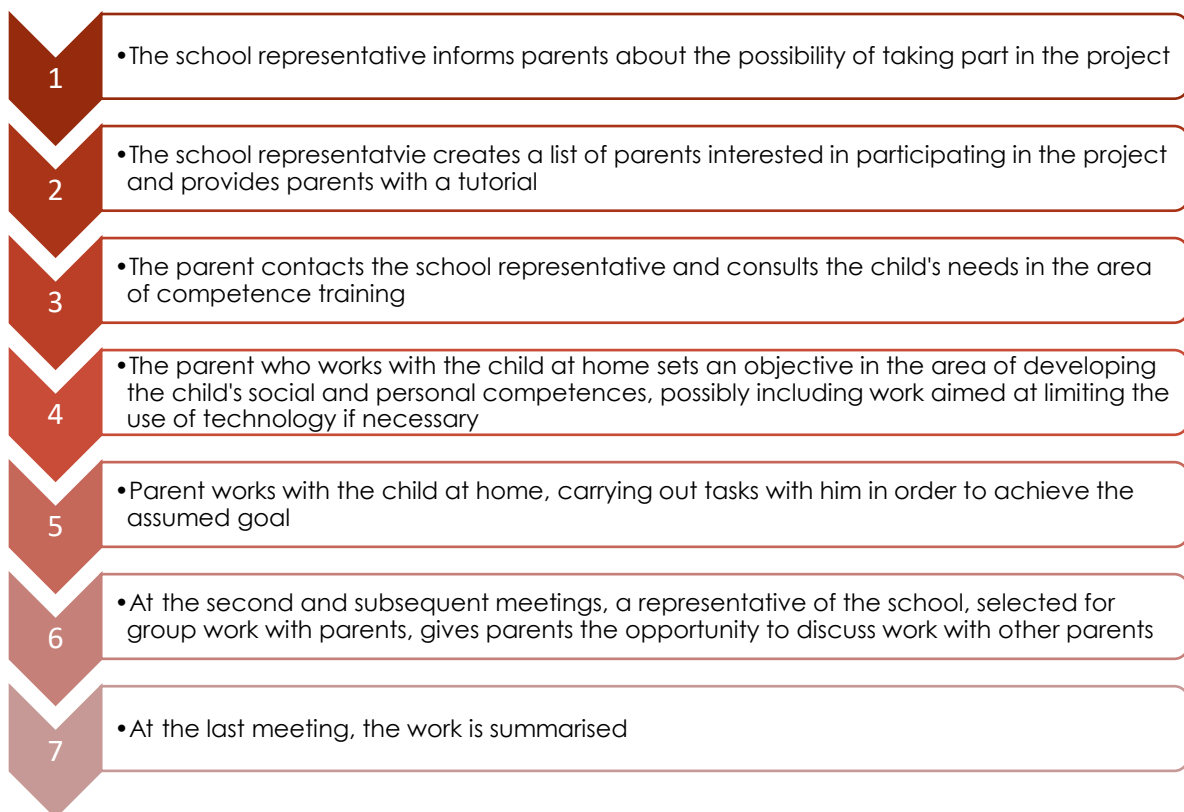 1
•The school representative informs parents about the possibility of taking part in the project
2
•The school representatvie creates a list of parents interested in participating in the project
and provides parents with a tutorial
3
•The parent contacts the school representative and consults the child's needs in the area
of competence training
4
•The parent who works with the child at home sets an objective in the area of developing
the child's social and personal competences, possibly including work aimed at limiting the
use of technology if necessary
5
•Parent works with the child at home, carrying out tasks with him in order to achieve the
assumed goal
6
•At the second and subsequent meetings, a representative of the school, selected for
group work with parents, gives parents the opportunity to discuss work with other parents
7
•At the last meeting, the work is summarised